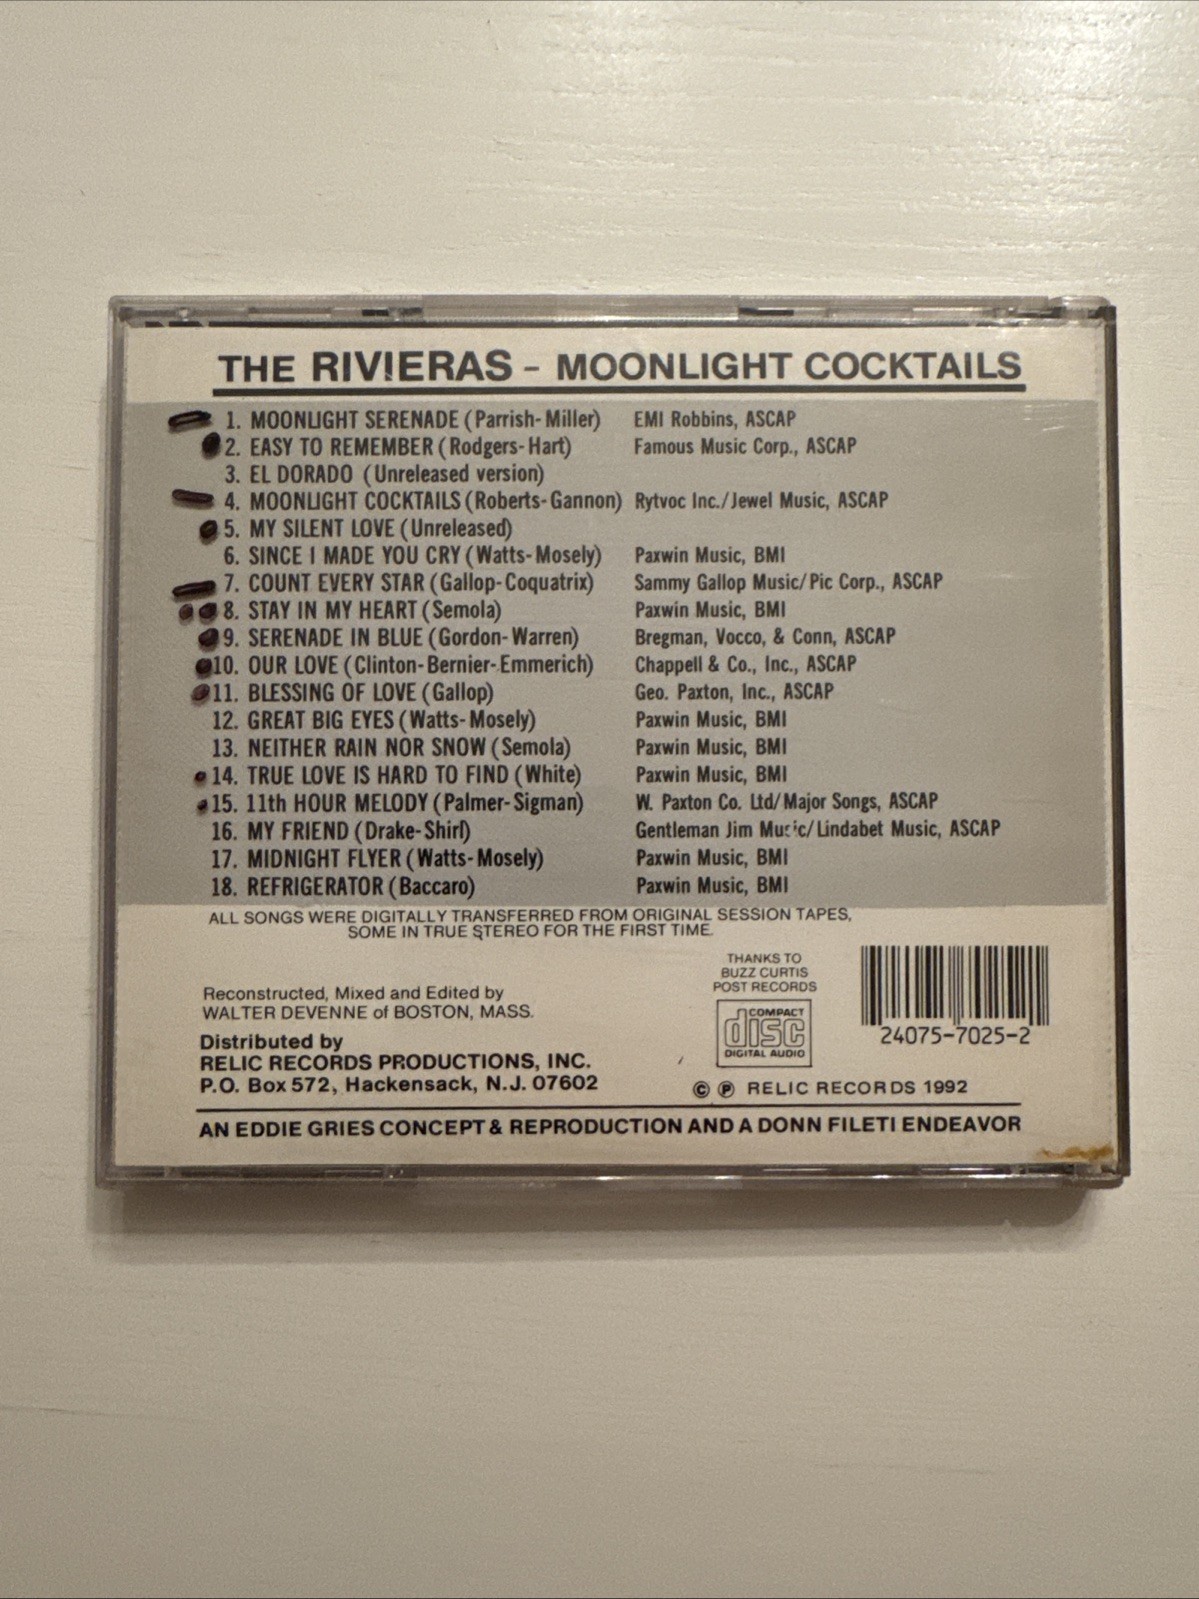 THE RIVIERAS - MOONLIGHT COCKTAILS
1. MOONLIGHT SERENADE (Parrish-Miller) EMI Robbins, ASCAP
2. EASY TO REMEMBER (Rodgers-Hart) Famous Music Corp., ASCAP
3. EL DORADO (Unreleased version)
4. MOONLIGHT COCKTAILS (Roberts-Gannon) Rytvoc Inc./Jewel Music, ASCAP
5. MY SILENT LOVE (Unreleased)
6. SINCE I MADE YOU CRY (Watts-Mosely) Paxwin Music, BMI
7. COUNT EVERY STAR (Gallop-Coquatrix) Sammy Gallop Music/Pic Corp., ASCAP
8. STAY IN MY HEART (Semola) Paxwin Music, BMI
9. SERENADE IN BLUE (Gordon-Warren) Bregman, Vocco, & Conn, ASCAP
10. OUR LOVE (Clinton-Bernier-Emmerich) Chappell & Co., Inc., ASCAP
11. BLESSING OF LOVE (Gallop) Geo. Paxton, Inc., ASCAP
12. GREAT BIG EYES (Watts-Mosely) Paxwin Music, BMI
13. NEITHER RAIN NOR SNOW (Semola) Paxwin Music, BMI
14. TRUE LOVE IS HARD TO FIND (White) Paxwin Music, BMI
15. 11th HOUR MELODY (Palmer-Sigman) W. Paxton Co. Ltd/Major Songs, ASCAP
16. MY FRIEND (Drake-Shirl) Gentleman Jim Music/Lindabet Music, ASCAP
17. MIDNIGHT FLYER (Watts-Mosely) Paxwin Music, BMI
18. REFRIGERATOR (Baccaro) Paxwin Music, BMI
ALL SONGS WERE DIGITALLY TRANSFERRED FROM ORIGINAL SESSION TAPES,
SOME IN TRUE STEREO FOR THE FIRST TIME.
Reconstructed, Mixed and Edited by
WALTER DEVENNE of BOSTON, MASS.
Distributed by
RELIC RECORDS PRODUCTIONS, INC.
P.O. Box 572, Hackensack, N.J. 07602
THANKS TO
BUZZ CURTIS
POST RECORDS
COMPACT
disc
DIGITAL AUDIO
24075-7025-2
© ℗ RELIC RECORDS 1992
AN EDDIE GRIES CONCEPT & REPRODUCTION AND A DONN FILETI ENDEAVOR